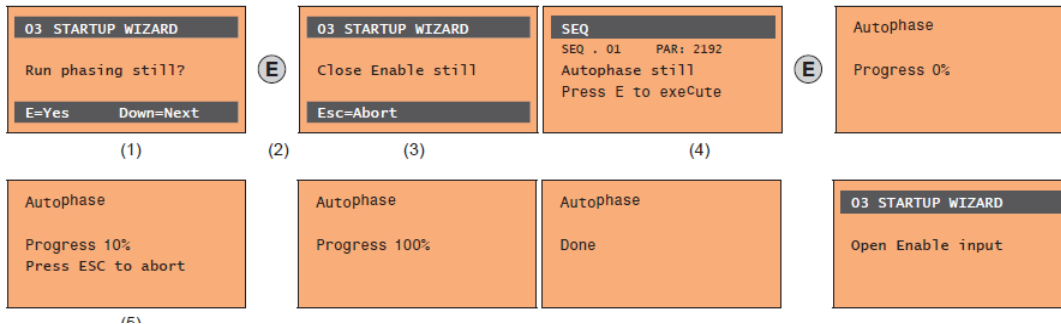 03 STARTUP WIZARD
Run phasing still?
E=Yes Down=Next
E
03 STARTUP WIZARD
Close Enable still
Esc=Abort
SEQ
SEQ . 01 PAR: 2192
Autophase still
Press E to execute
E
Autophase
Progress 0%
(1)
(2)
(3)
(4)
Autophase
Progress 10%
Press ESC to abort
Autophase
Progress 100%
Autophase
Done
03 STARTUP WIZARD
Open Enable input
(5)